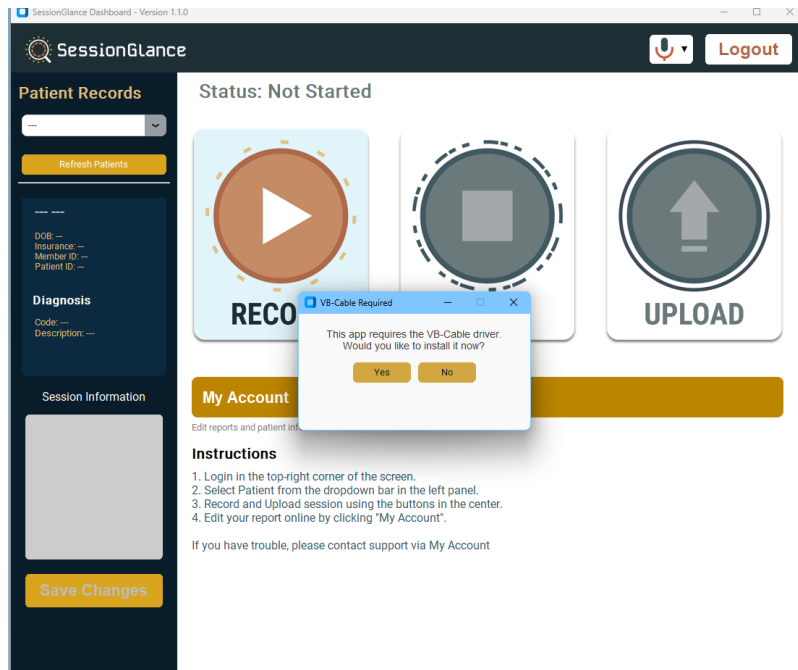 SessionGlance Dashboard - Version 1.1.0
SessionGlance
Logout
Patient Records
---
Refresh Patients
--- ---
DOB: --
Insurance: --
Member ID: --
Patient ID: --
Diagnosis
Code: ---
Description: ---
Session Information
Save Changes
Status: Not Started
RECO
UPLOAD
VB-Cable Required
This app requires the VB-Cable driver.
Would you like to install it now?
Yes
No
My Account
Edit reports and patient
Instructions
1. Login in the top-right corner of the screen.
2. Select Patient from the dropdown bar in the left panel.
3. Record and Upload session using the buttons in the center.
4. Edit your report online by clicking "My Account".
If you have trouble, please contact support via My Account